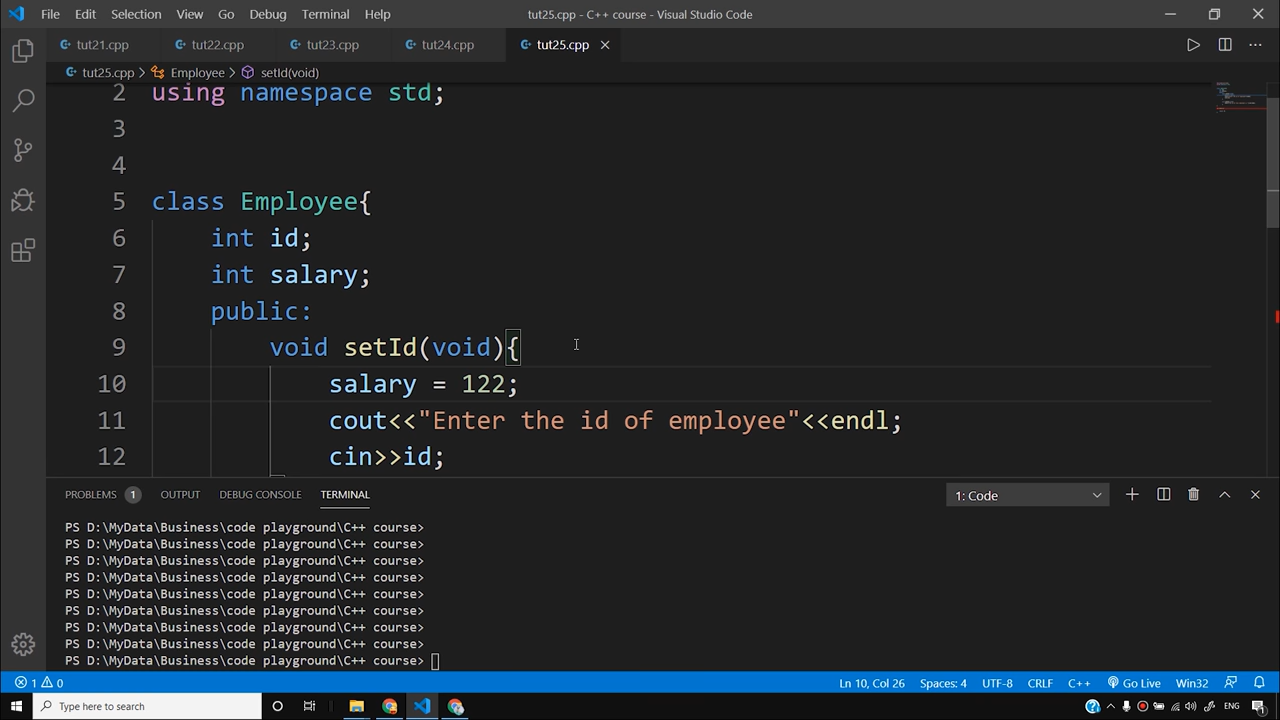 File Edit Selection View Go Debug Terminal Help tut25.cpp - C++ course - Visual Studio Code
tut21.cpp tut22.cpp tut23.cpp tut24.cpp tut25.cpp
tut25.cpp > Employee > setId(void)
2 using namespace std;
3
4
5 class Employee{
6 int id;
7 int salary;
8 public:
9 void setId(void){
10 salary = 122;
11 cout<<"Enter the id of employee"<<endl;
12 cin>>id;
PROBLEMS 1 OUTPUT DEBUG CONSOLE TERMINAL 1: Code
PS D:\MyData\Business\code playground\C++ course>
PS D:\MyData\Business\code playground\C++ course>
PS D:\MyData\Business\code playground\C++ course>
PS D:\MyData\Business\code playground\C++ course>
PS D:\MyData\Business\code playground\C++ course>
PS D:\MyData\Business\code playground\C++ course>
PS D:\MyData\Business\code playground\C++ course>
PS D:\MyData\Business\code playground\C++ course>
PS D:\MyData\Business\code playground\C++ course>
1 0 Ln 10, Col 26 Spaces: 4 UTF-8 CRLF C++ Go Live Win32
Type here to search ENG